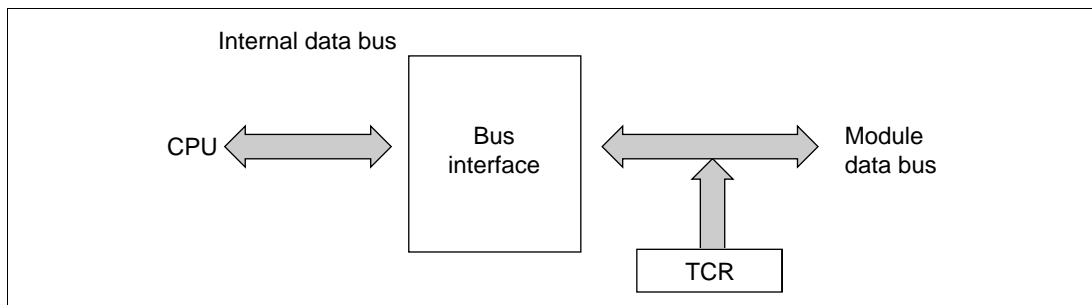 Internal data bus
CPU
Bus
interface
Module
data bus
TCR